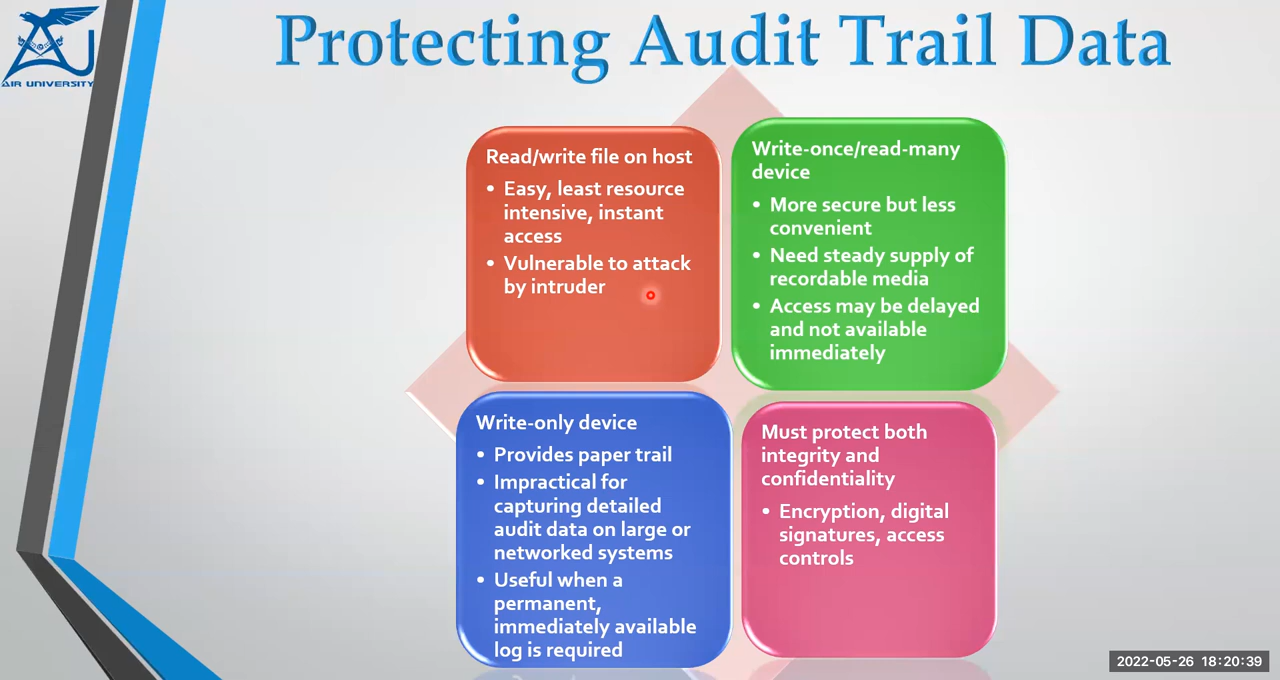 AIR UNIVERSITY
Protecting Audit Trail Data
Read/write file on host
• Easy, least resource
intensive, instant
access
• Vulnerable to attack
by intruder
Write-once/read-many
device
• More secure but less
convenient
• Need steady supply of
recordable media
• Access may be delayed
and not available
immediately
Write-only device
• Provides paper trail
• Impractical for
capturing detailed
audit data on large or
networked systems
• Useful when a
permanent,
immediately available
log is required
Must protect both
integrity and
confidentiality
• Encryption, digital
signatures, access
controls
2022-05-26 18:20:39